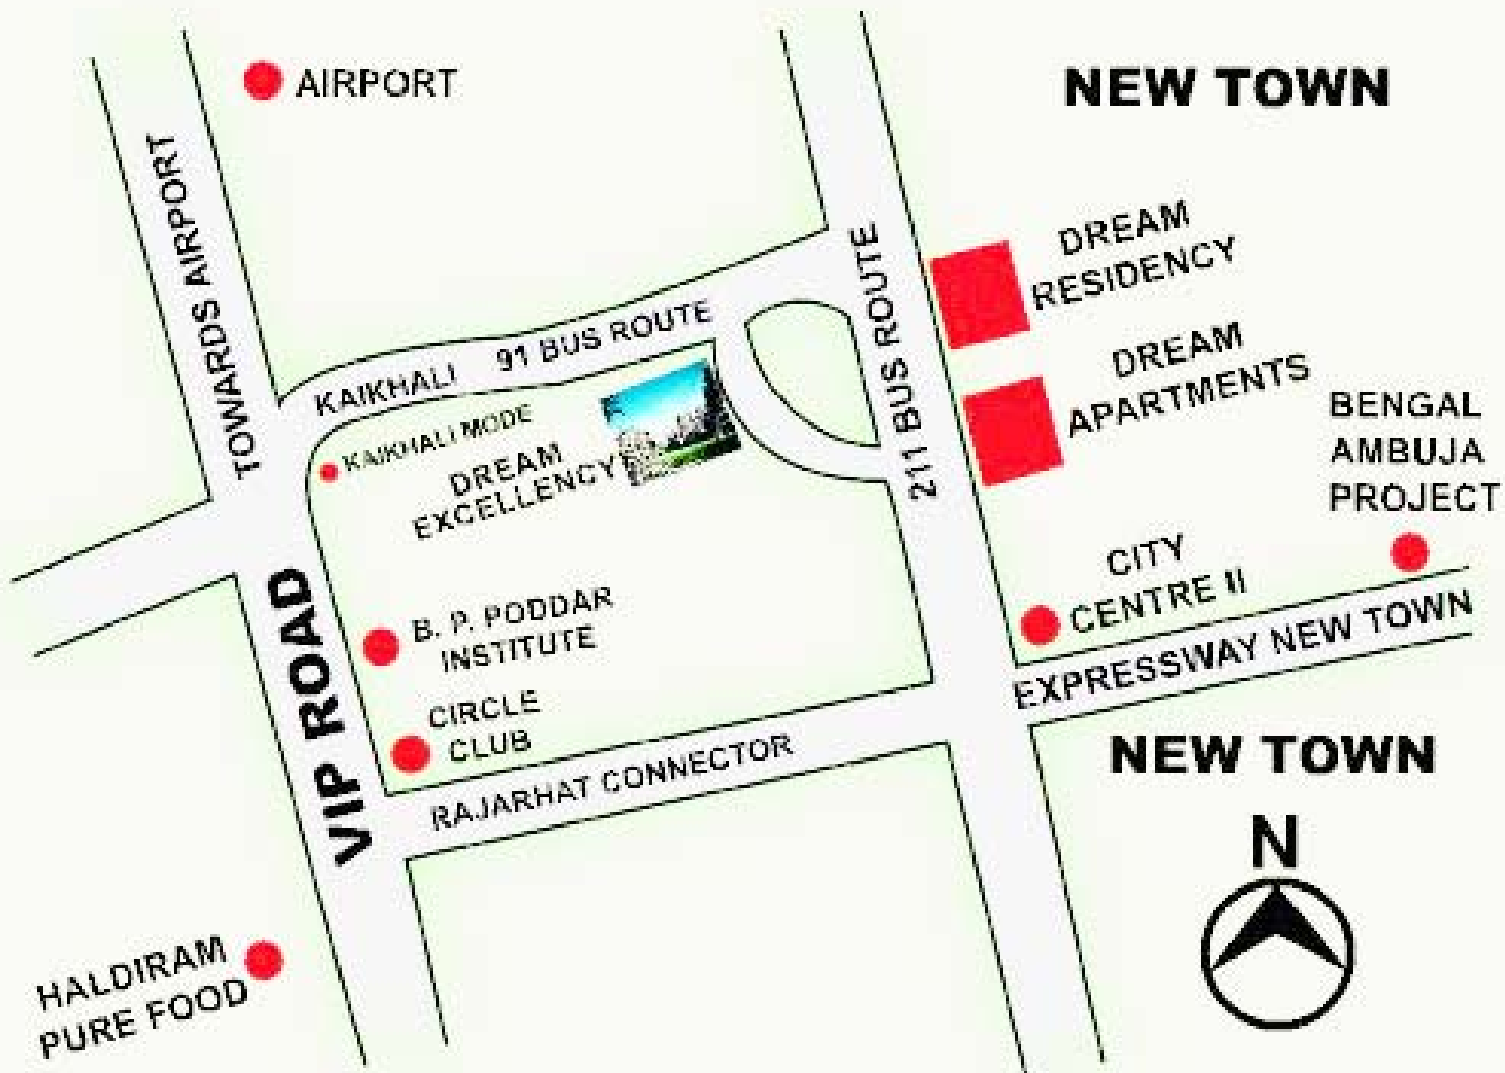 AIRPORT
NEW TOWN
TOWARDS AIRPORT
DREAM
RESIDENCY
211 BUS ROUTE
KAIKHALI 91 BUS ROUTE
KAIKHALI MODE
DREAM
EXCELLENCY
DREAM
APARTMENTS
BENGAL
AMBUJA
PROJECT
CITY
CENTRE II
EXPRESSWAY NEW TOWN
VIP ROAD
B. P. PODDAR
INSTITUTE
CIRCLE
CLUB
RAJARHAT CONNECTOR
NEW TOWN
N
HALDIRAM
PURE FOOD